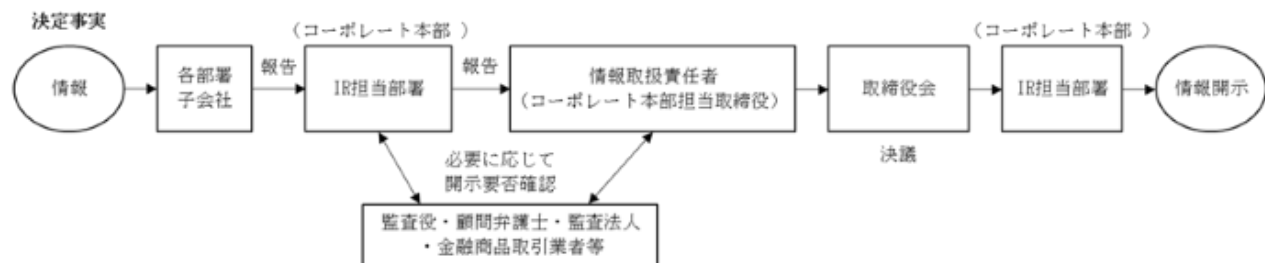 決定事実
（コーポレート本部 ）
（コーポレート本部 ）
情報
各部署
子会社
報告
IR担当部署
報告
情報取扱責任者
（コーポレート本部担当取締役）
取締役会
IR担当部署
情報開示
決議
必要に応じて
開示要否確認
監査役・顧問弁護士・監査法人
・金融商品取引業者等